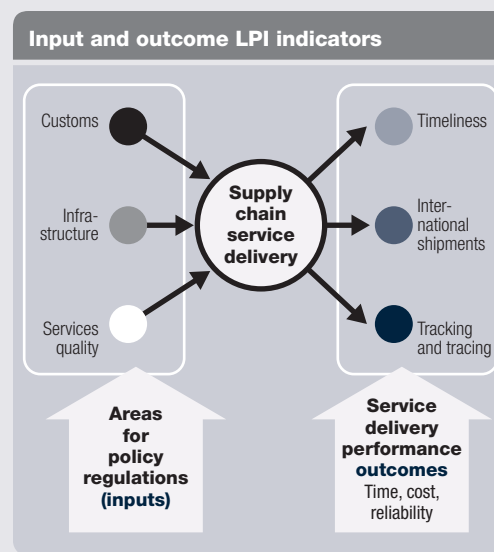 Input and outcome LPI indicators
Customs
Infra-
structure
Services
quality
Supply
chain
service
delivery
Timeliness
Inter-
national
shipments
Tracking
and tracing
Areas
for
policy
regulations
(inputs)
Service
delivery
performance
outcomes
Time, cost,
reliability